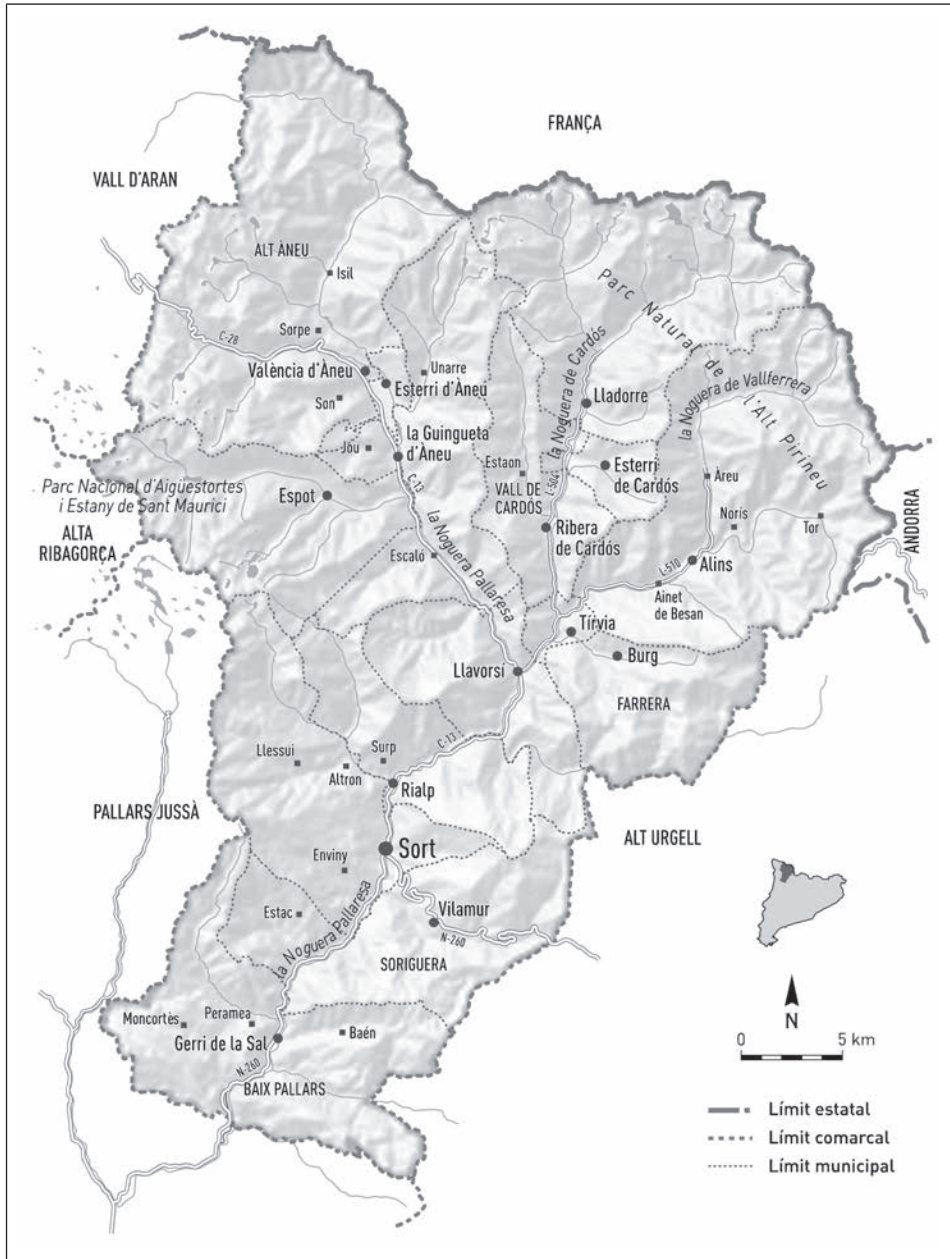 FRANÇA
VALL D'ARAN
ALT ÀNEU
Isil
Parc Natural de
l'Alt Pirineu
C-28
Sorpe
València d'Àneu
Unarre
Esterri d'Àneu
Son
la Noguera de Cardós
Lladorre
la Noguera de Vallferrera
la Guingueta
d'Àneu
Jou
Estaon
VALL DE
CARDÓS
L-504
Esterri
de Cardós
Àreu
Parc Nacional d'Aigüestortes
i Estany de Sant Maurici
Espot
C-13
la Noguera Pallaresa
Ribera
de Cardós
Norís
Tor
ANDORRA
ALTA
RIBAGORÇA
Escaló
Alins
L-510
Ainet
de Besan
Tírvia
Burg
Llavorsí
FARRERA
C-13
Llessui
Surp
Altron
Rialp
PALLARS JUSSÀ
ALT URGELL
Sort
Enviny
Estac
Vilamur
N-260
la Noguera Pallaresa
SORIGUERA
Moncortès
Peramea
Gerri de la Sal
Baén
N-260
BAIX PALLARS
N
0 5 km
Límit estatal
Límit comarcal
Límit municipal